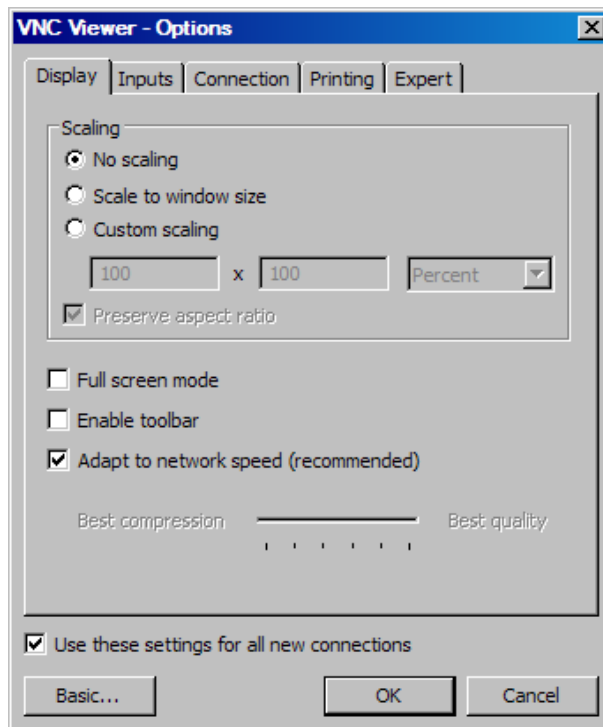 VNC Viewer - Options
Display Inputs Connection Printing Expert
Scaling
No scaling
Scale to window size
Custom scaling
100 x 100 Percent
Preserve aspect ratio
Full screen mode
Enable toolbar
Adapt to network speed (recommended)
Best compression Best quality
Use these settings for all new connections
Basic... OK Cancel